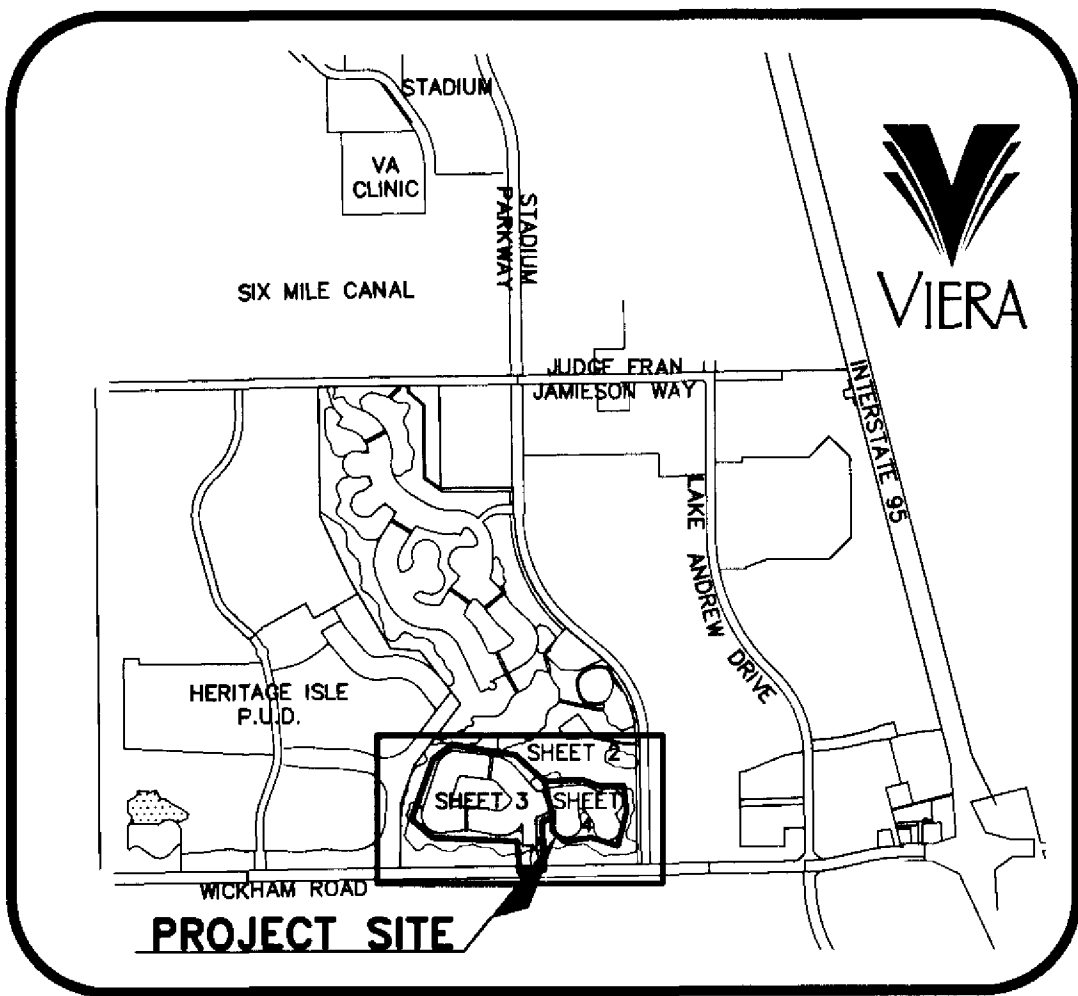 STADIUM
VA
CLINIC
STADIUM
PARKWAY
SIX MILE CANAL
VIERA
JUDGE FRAN
JAMIESON WAY
INTERSTATE 95
LAKE ANDREW DRIVE
HERITAGE ISLE
P.U.D.
SHEET 2
SHEET 3
SHEET
4
WICKHAM ROAD
PROJECT SITE